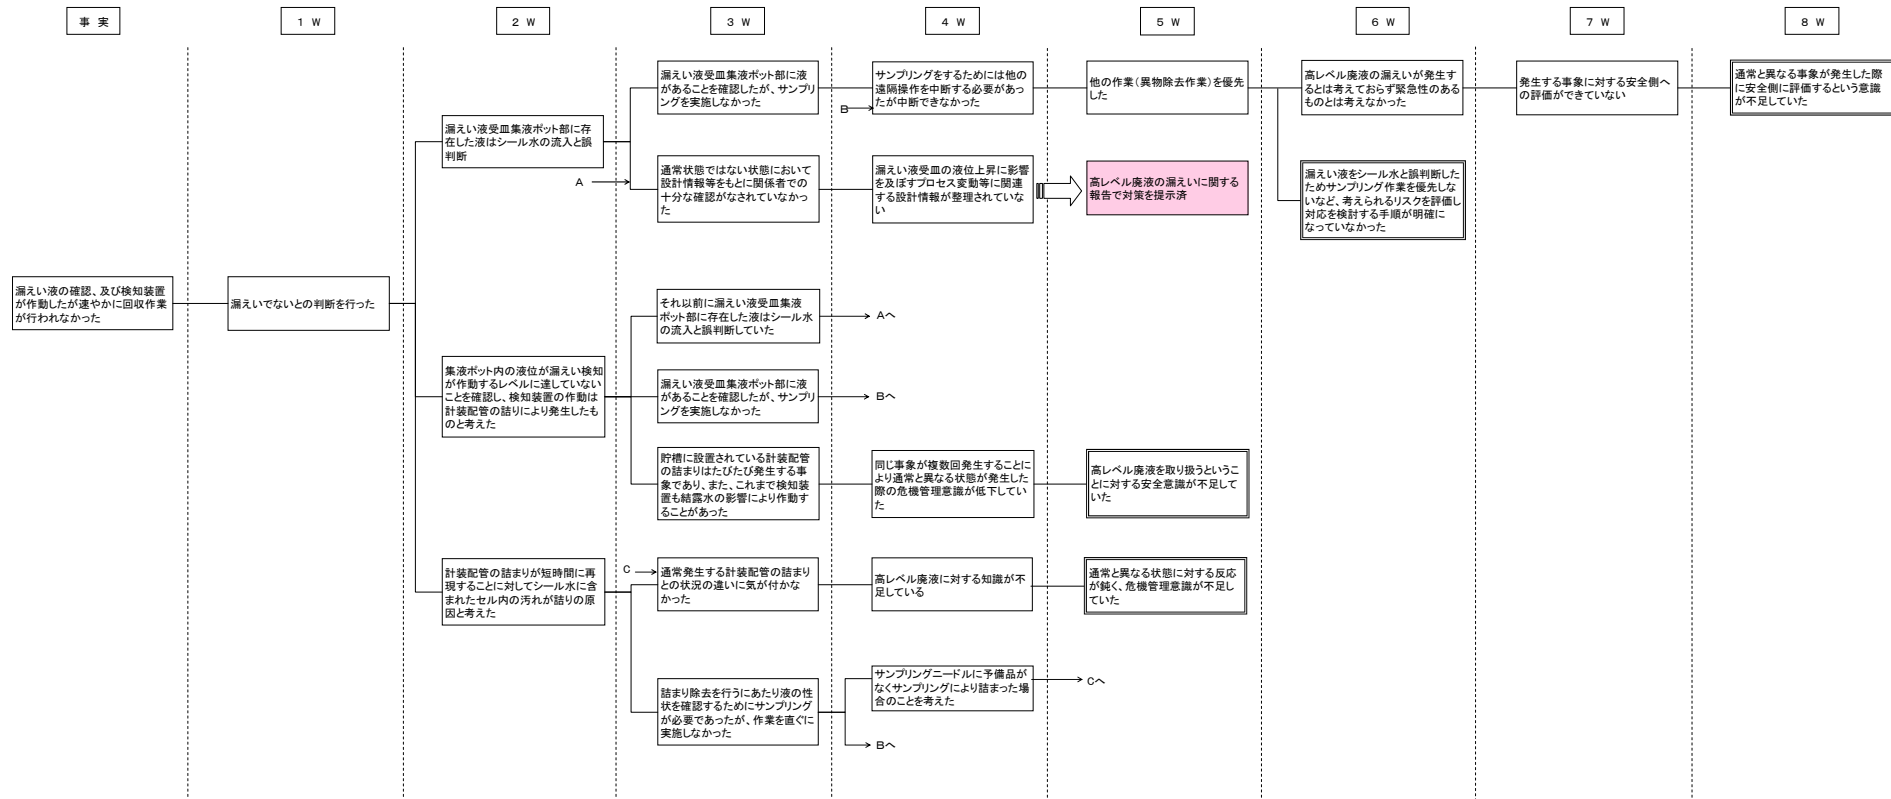 事 実
1 W
2 W
3 W
4 W
5 W
6 W
7 W
8 W
漏えい液の確認、及び検知装置
が作動したが速やかに回収作業
が行われなかった
漏えいでないとの判断を行った
漏えい液受皿集液ポット部に存
在した液はシール水の流入と誤
判断
漏えい液受皿集液ポット部に液
があることを確認したが、サンプリ
ングを実施しなかった
サンプリングをするためには他の
遠隔操作を中断する必要があっ
たが中断できなかった
B
他の作業(異物除去作業)を優先
した
高レベル廃液の漏えいが発生す
るとは考えておらず緊急性のある
ものとは考えなかった
発生する事象に対する安全側へ
の評価ができていない
通常と異なる事象が発生した際
に安全側に評価するという意識
が不足していた
A
通常状態ではない状態において
設計情報等をもとに関係者での
十分な確認がなされていなかっ
た
漏えい液受皿の液位上昇に影響
を及ぼすプロセス変動等に関連
する設計情報が整理されていな
い
高レベル廃液の漏えいに関する
報告で対策を提示済
漏えい液をシール水と誤判断した
ためサンプリング作業を優先しな
いなど、考えられるリスクを評価し
対応を検討する手順が明確に
なっていなかった
集液ポット内の液位が漏えい検知
が作動するレベルに達していない
ことを確認し、検知装置の作動は
計装配管の詰りにより発生したも
のと考えた
それ以前に漏えい液受皿集液
ポット部に存在した液はシール水
の流入と誤判断していた
Aへ
漏えい液受皿集液ポット部に液
があることを確認したが、サンプリ
ングを実施しなかった
Bへ
貯槽に設置されている計装配管
の詰まりはたびたび発生する事
象であり、また、これまで検知装
置も結露水の影響により作動す
ることがあった
同じ事象が複数回発生することに
より通常と異なる状態が発生した
際の危機管理意識が低下してい
た
高レベル廃液を取り扱うというこ
とに対する安全意識が不足して
いた
計装配管の詰まりが短時間に再
現することに対してシール水に含
まれたセル内の汚れが詰りの原
因と考えた
C
通常発生する計装配管の詰まり
との状況の違いに気が付かな
かった
高レベル廃液に対する知識が不
足している
通常と異なる状態に対する反応
が鈍く、危機管理意識が不足し
ていた
詰まり除去を行うにあたり液の性
状を確認するためにサンプリング
が必要であったが、作業を直ぐに
実施しなかった
サンプリングニードルに予備品が
なくサンプリングにより詰まった場
合のことを考えた
Cへ
Bへ